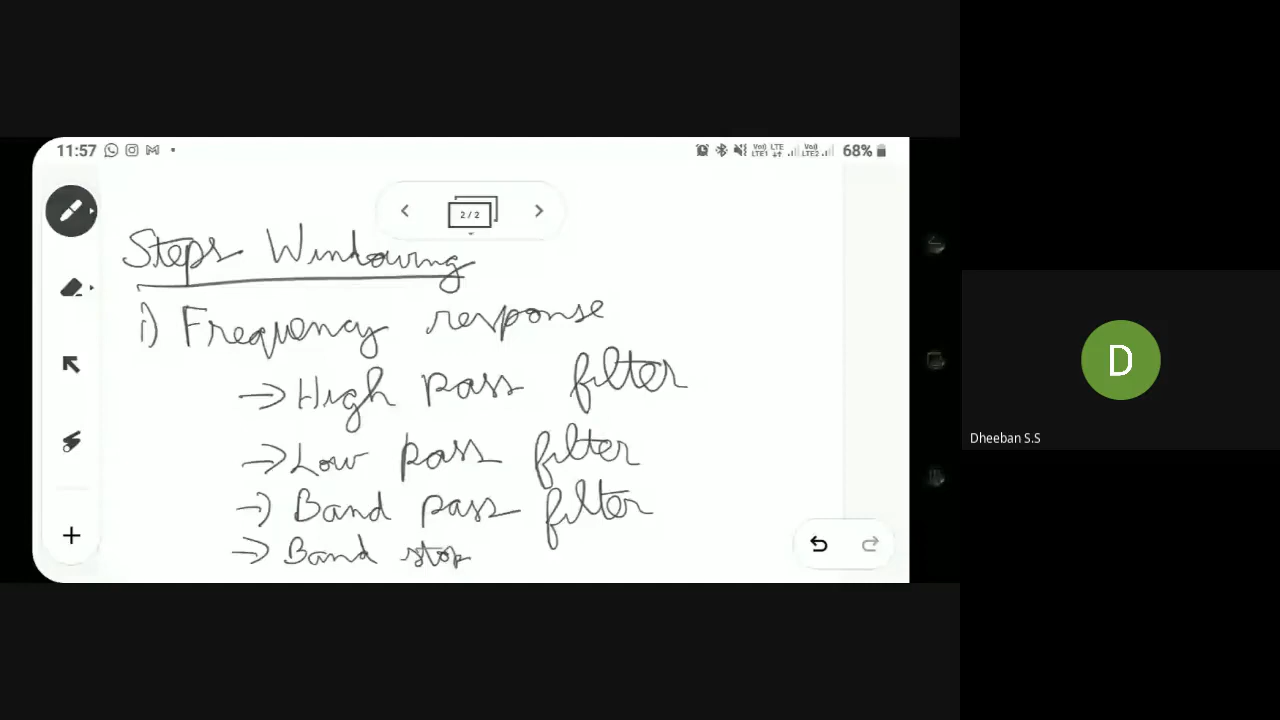 11:57 68%
2/2
Steps Windowing
i) Frequency response
→ High pass filter
→ Low pass filter
→ Band pass filter
→ Band stop
D
Dheeban S.S